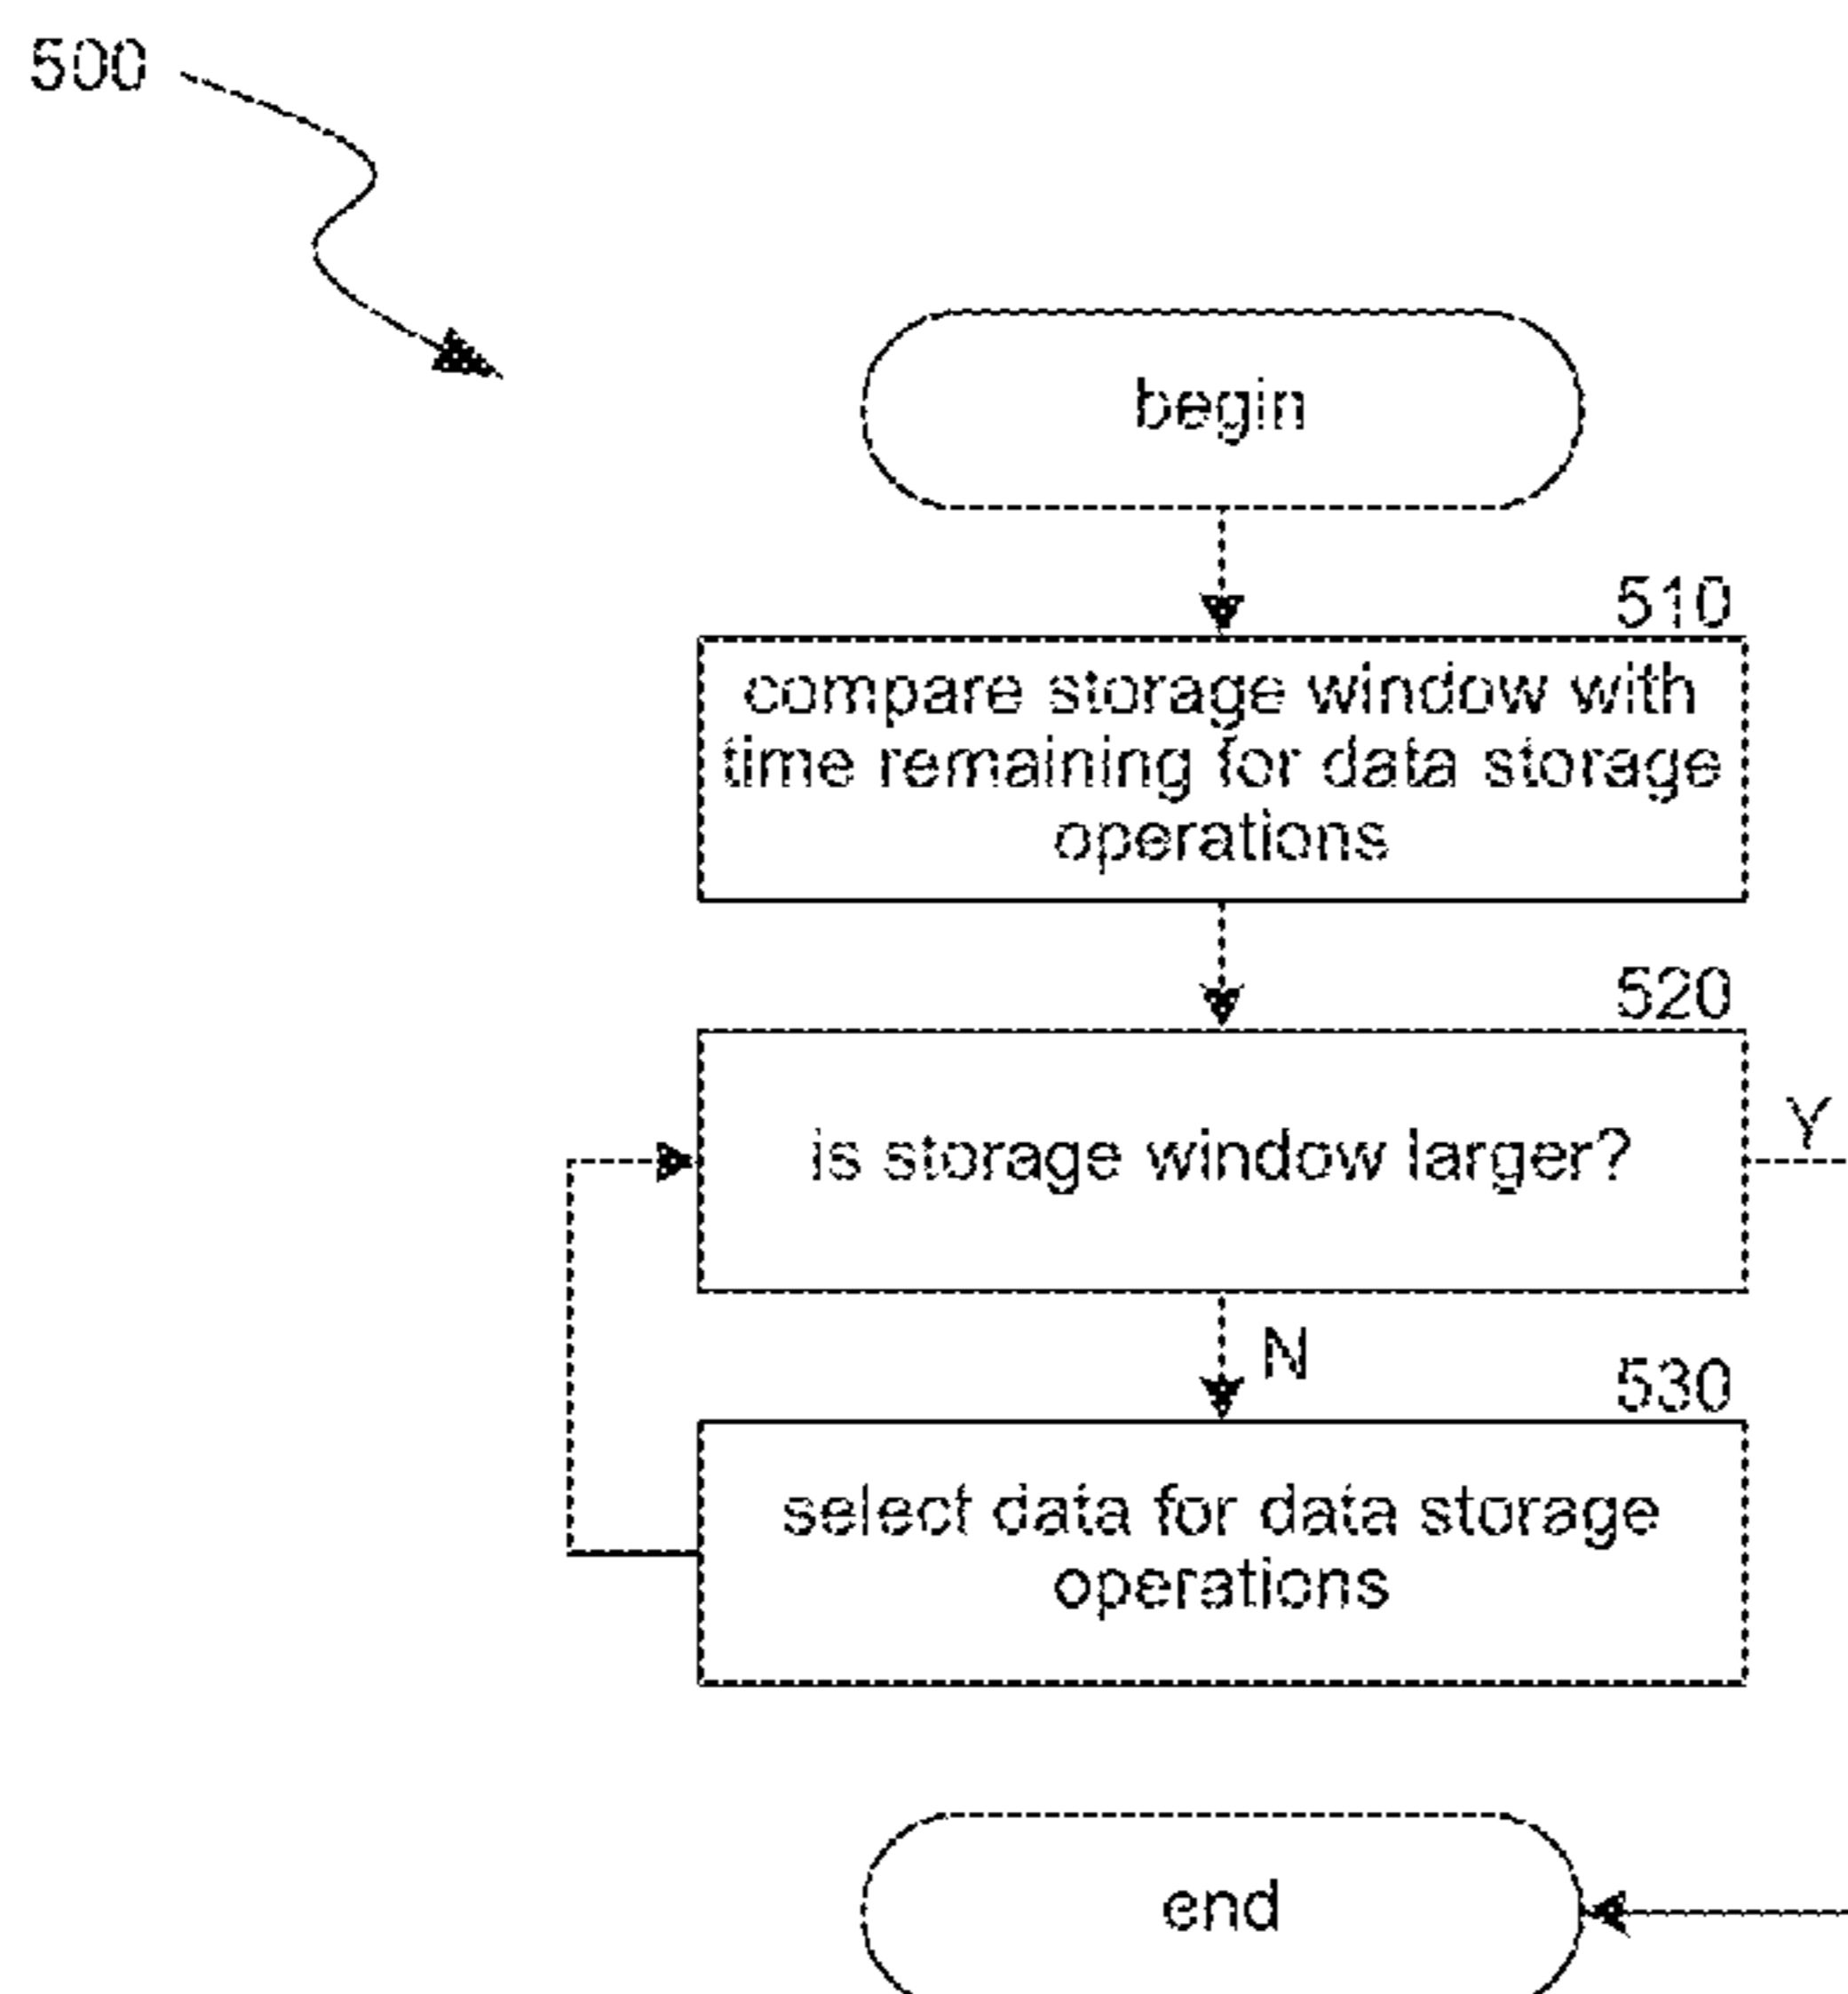 500
begin
510
compare storage window with
time remaining for data storage
operations
520
is storage window larger?
Y
N
530
select data for data storage
operations
end